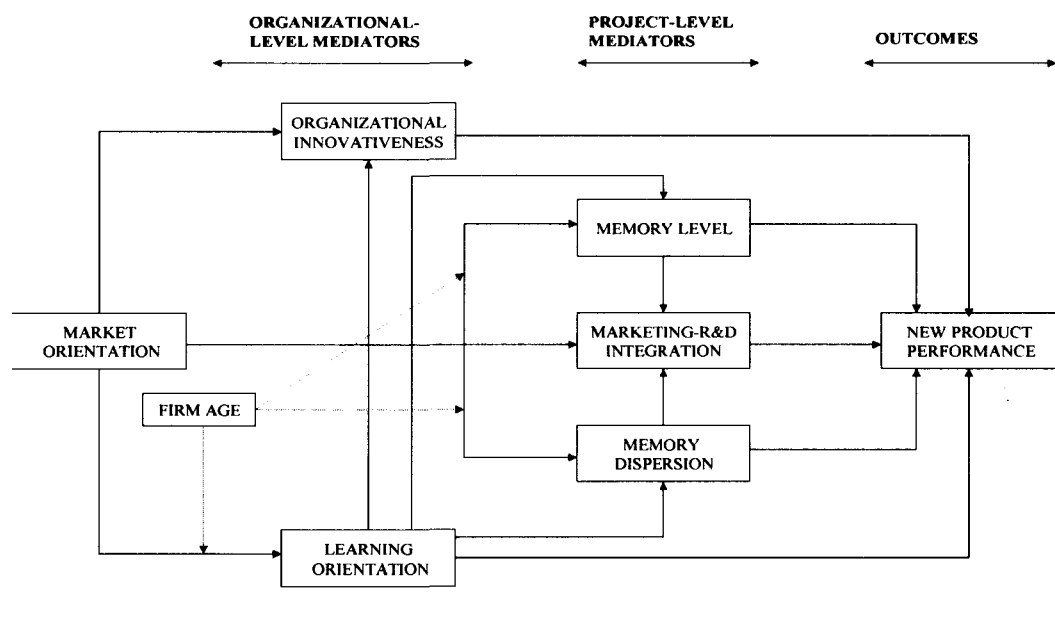 ORGANIZATIONAL-
LEVEL MEDIATORS
PROJECT-LEVEL
MEDIATORS
OUTCOMES
ORGANIZATIONAL
INNOVATIVENESS
MEMORY LEVEL
MARKET
ORIENTATION
MARKETING-R&D
INTEGRATION
NEW PRODUCT
PERFORMANCE
FIRM AGE
MEMORY
DISPERSION
LEARNING
ORIENTATION